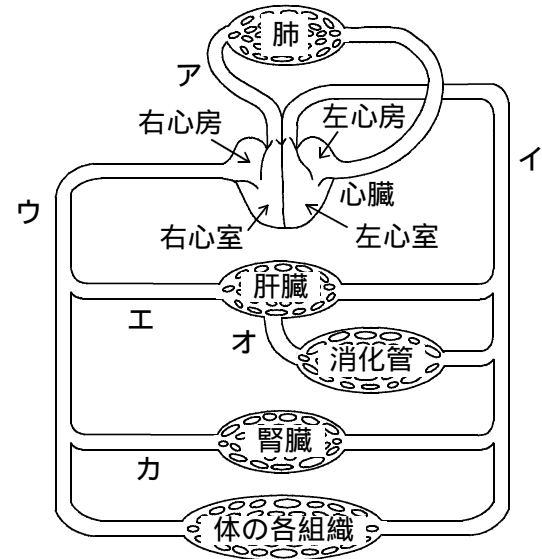 肺
ア
右心房
左心房
イ
心臓
ウ
右心室
左心室
肝臓
エ
オ
消化管
腎臓
カ
体の各組織